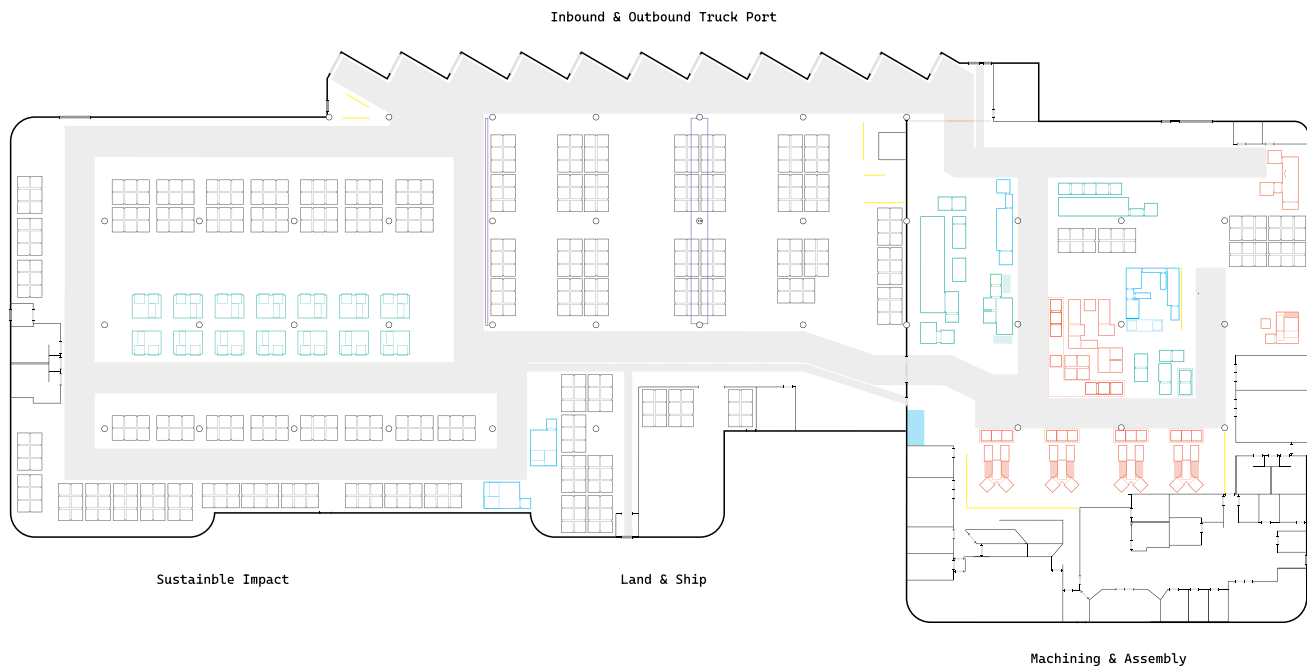 Inbound & Outbound Truck Port
Sustainble Impact
Land & Ship
Machining & Assembly